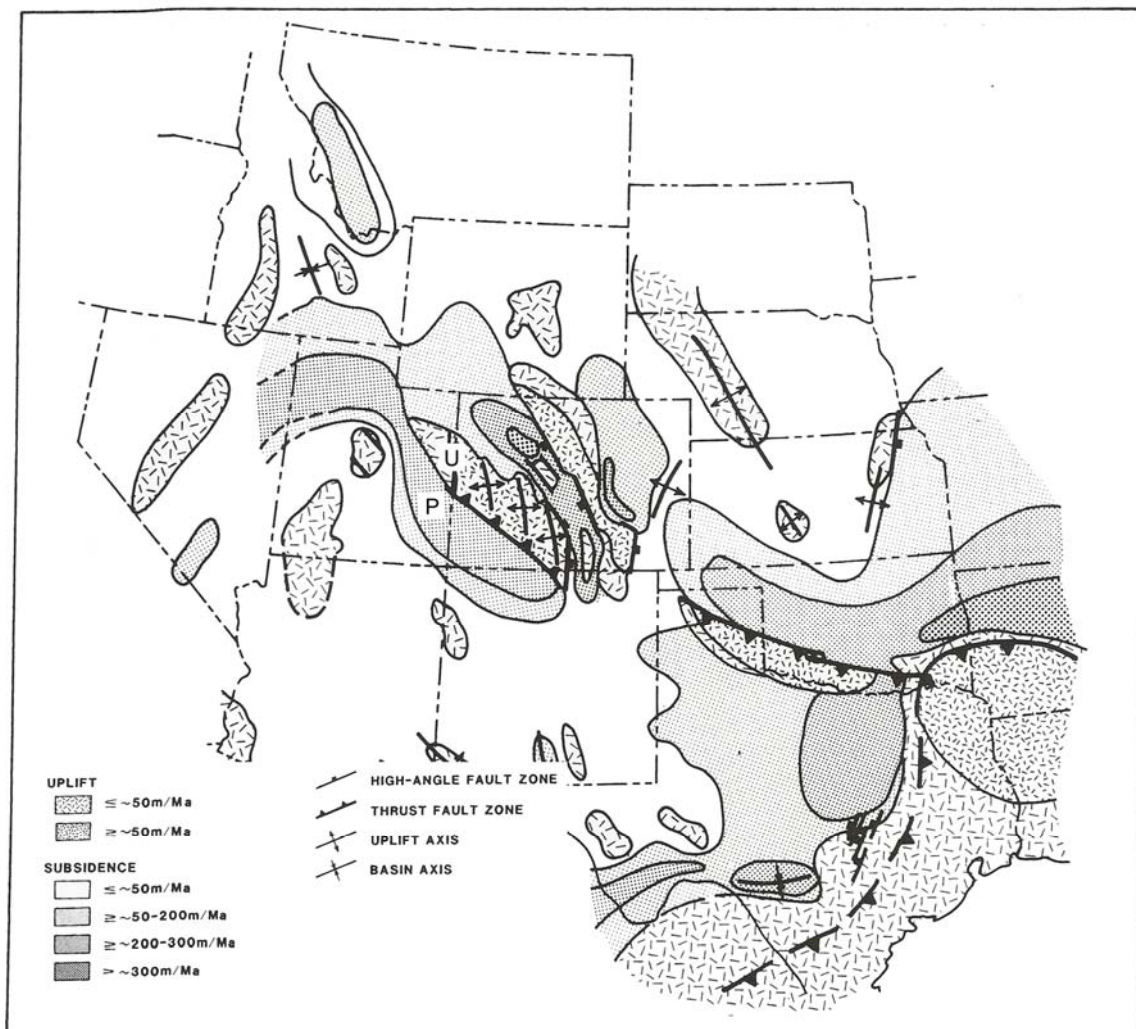 U
P
UPLIFT
≤ ~50m/Ma
≥ ~50m/Ma
SUBSIDENCE
≤ ~50m/Ma
≥ ~50-200m/Ma
≥ ~200-300m/Ma
> ~300m/Ma
HIGH-ANGLE FAULT ZONE
THRUST FAULT ZONE
UPLIFT AXIS
BASIN AXIS